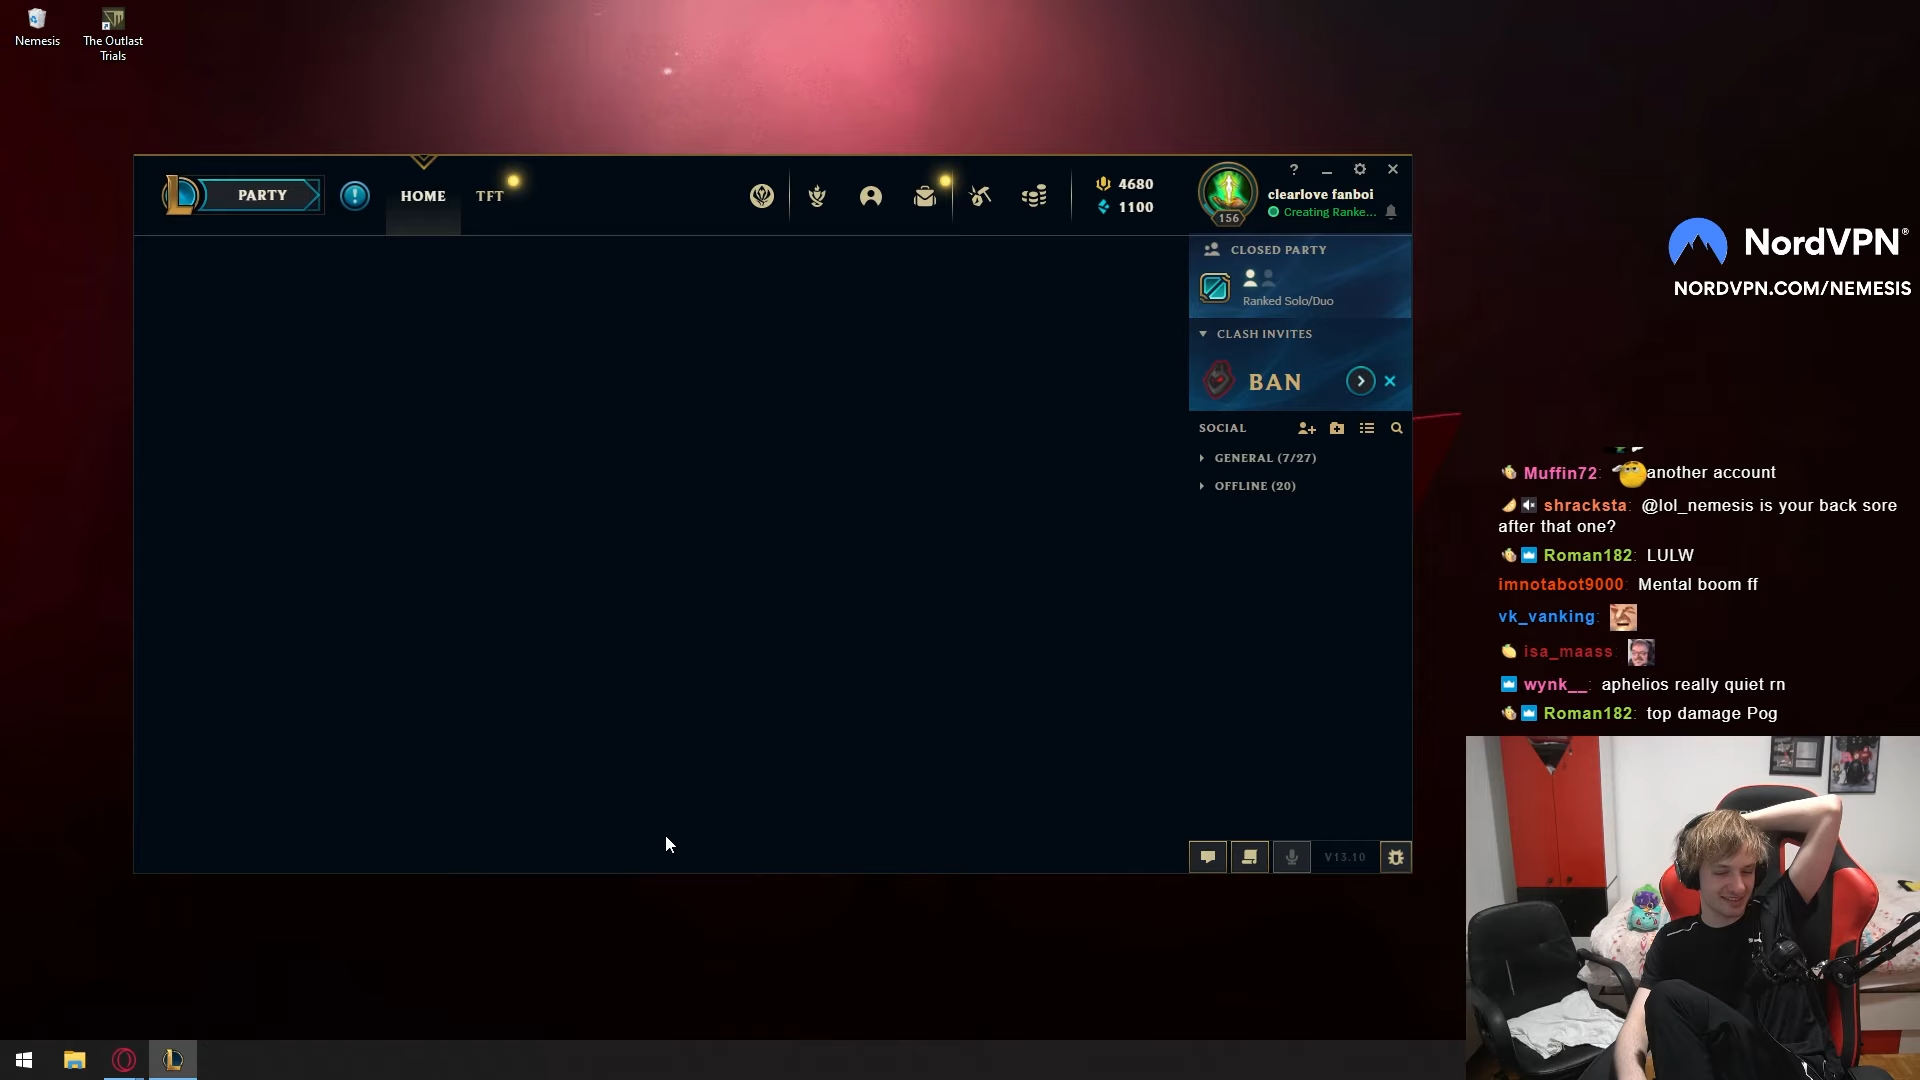 Nemesis
The Outlast
Trials
PARTY
HOME
TFT
4680
1100
156
clearlove fanboi
Creating Ranke...
CLOSED PARTY
Ranked Solo/Duo
CLASH INVITES
BAN
SOCIAL
GENERAL (7/27)
OFFLINE (20)
V13.10
NordVPN®
NORDVPN.COM/NEMESIS
Muffin72: another account
shracksta: @lol_nemesis is your back sore
after that one?
Roman182: LULW
imnotabot9000: Mental boom ff
vk_vanking:
isa_maass:
wynk__: aphelios really quiet rn
Roman182: top damage Pog